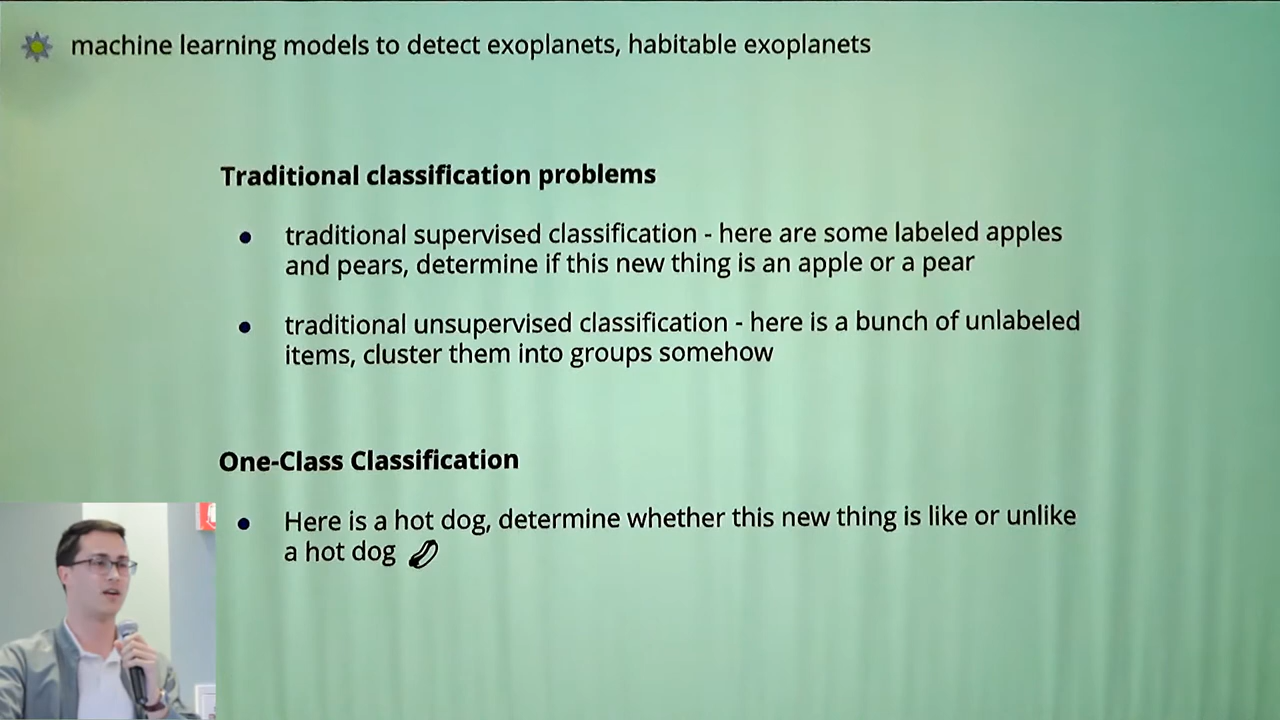 machine learning models to detect exoplanets, habitable exoplanets
Traditional classification problems
• traditional supervised classification - here are some labeled apples
and pears, determine if this new thing is an apple or a pear
• traditional unsupervised classification - here is a bunch of unlabeled
items, cluster them into groups somehow
One-Class Classification
• Here is a hot dog, determine whether this new thing is like or unlike
a hot dog